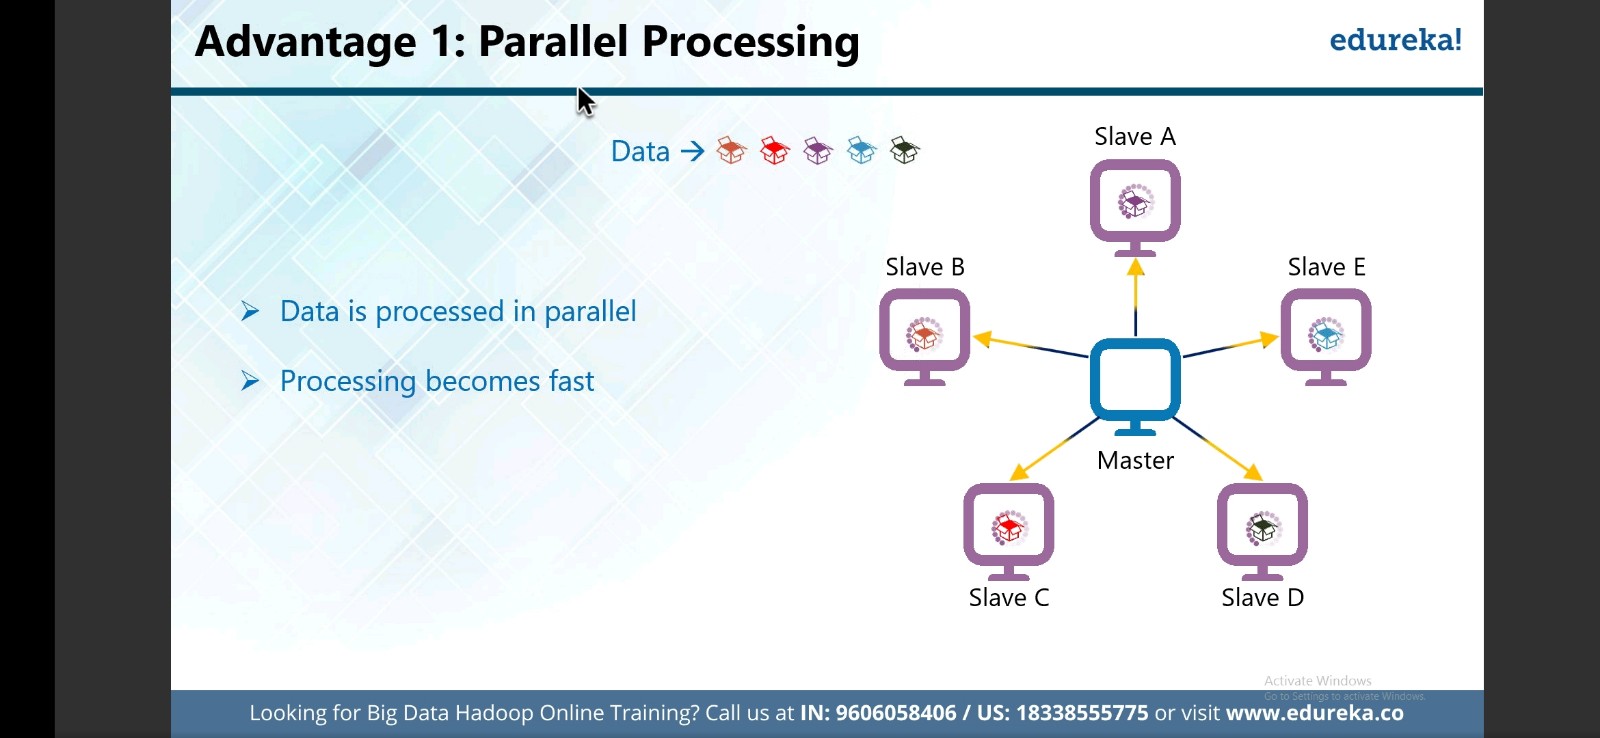 Advantage 1: Parallel Processing
edureka!
Data →
Slave A
Slave B
Slave E
➢ Data is processed in parallel
➢ Processing becomes fast
Master
Slave C
Slave D
Activate Windows
Go to Settings to activate Windows.
Looking for Big Data Hadoop Online Training? Call us at IN: 9606058406 / US: 18338555775 or visit www.edureka.co